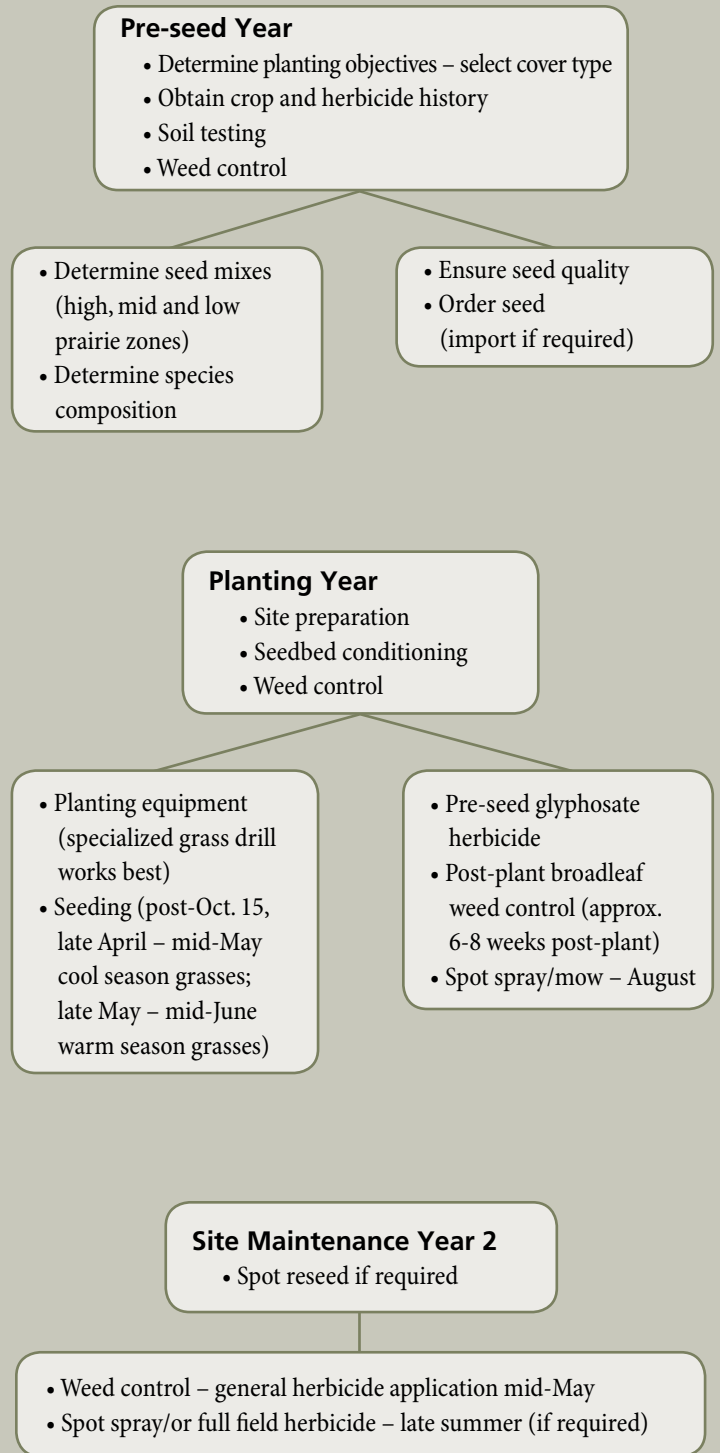 Pre-seed Year
• Determine planting objectives – select cover type
• Obtain crop and herbicide history
• Soil testing
• Weed control
• Determine seed mixes
(high, mid and low
prairie zones)
• Determine species
composition
• Ensure seed quality
• Order seed
(import if required)
Planting Year
• Site preparation
• Seedbed conditioning
• Weed control
• Planting equipment
(specialized grass drill
works best)
• Seeding (post-Oct. 15,
late April – mid-May
cool season grasses;
late May – mid-June
warm season grasses)
• Pre-seed glyphosate
herbicide
• Post-plant broadleaf
weed control (approx.
6-8 weeks post-plant)
• Spot spray/mow – August
Site Maintenance Year 2
• Spot reseed if required
• Weed control – general herbicide application mid-May
• Spot spray/or full field herbicide – late summer (if required)